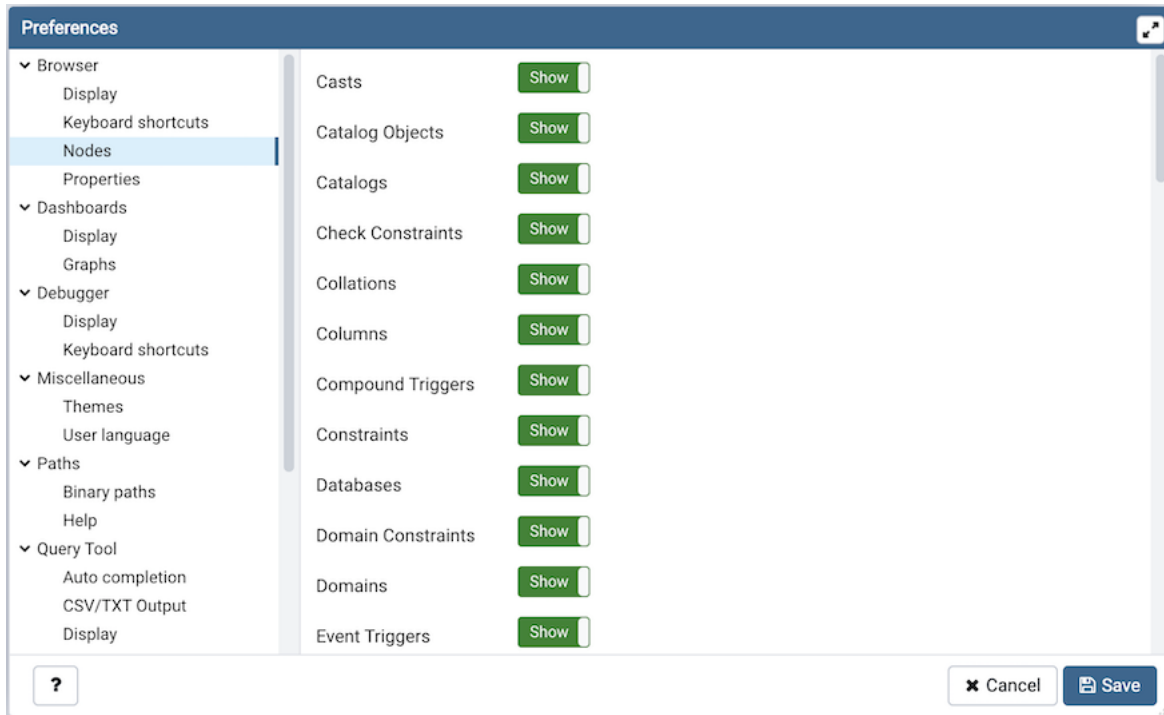 Preferences
Browser
Display
Keyboard shortcuts
Nodes
Properties
Dashboards
Display
Graphs
Debugger
Display
Keyboard shortcuts
Miscellaneous
Themes
User language
Paths
Binary paths
Help
Query Tool
Auto completion
CSV/TXT Output
Display
Casts Show
Catalog Objects Show
Catalogs Show
Check Constraints Show
Collations Show
Columns Show
Compound Triggers Show
Constraints Show
Databases Show
Domain Constraints Show
Domains Show
Event Triggers Show
? Cancel Save